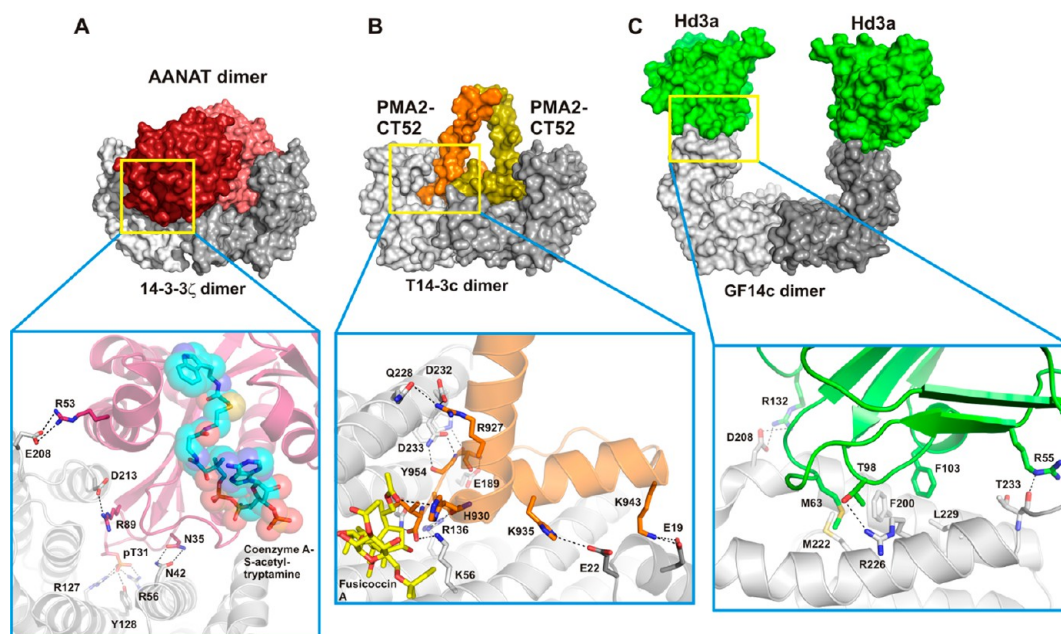 A
AANAT dimer
14-3-3ζ dimer
R53
E208
D213
R89
pT31
N35
N42
R127
R56
Y128
Coenzyme A-
S-acetyl-
tryptamine
B
PMA2-
CT52
PMA2-
CT52
T14-3c dimer
Q228
D232
R927
D233
Y954
E189
H930
R136
K935
K943
E19
E22
K56
Fusicoccin
A
C
Hd3a
Hd3a
GF14c dimer
R132
D208
R55
T98
F103
T233
M63
F200
L229
M222
R226